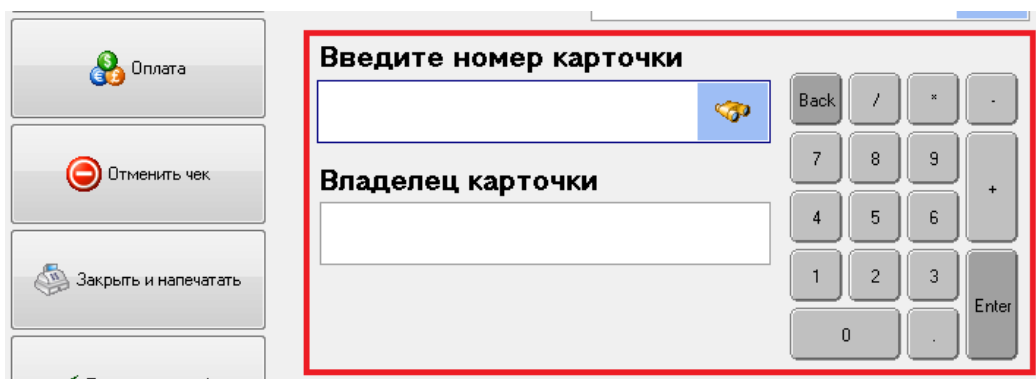 Оплата
Отменить чек
Закрыть и напечатать
Введите номер карточки
Владелец карточки
Back / * -
7 8 9 +
4 5 6
1 2 3 Enter
0 .